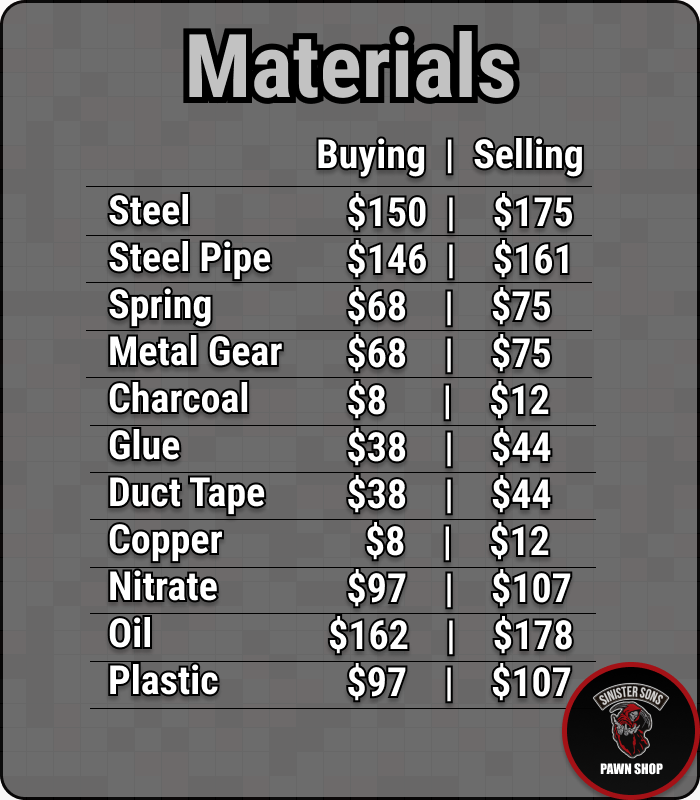 Materials
Buying | Selling
Steel $150 | $175
Steel Pipe $146 | $161
Spring $68 | $75
Metal Gear $68 | $75
Charcoal $8 | $12
Glue $38 | $44
Duct Tape $38 | $44
Copper $8 | $12
Nitrate $97 | $107
Oil $162 | $178
Plastic $97 | $107
SINISTER SONS
PAWN SHOP